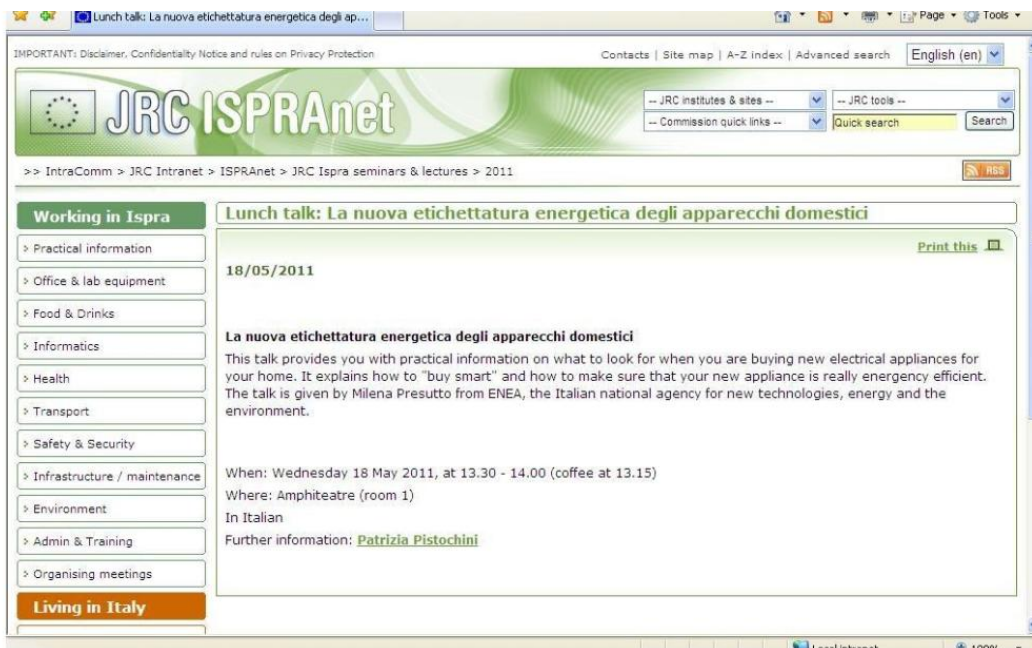 Lunch talk: La nuova etichettatura energetica degli ap...
Page
Tools
IMPORTANT: Disclaimer, Confidentiality Notice and rules on Privacy Protection
Contacts | Site map | A-Z index | Advanced search
English (en)
JRC ISPRAnet
-- JRC institutes & sites --
-- JRC tools --
-- Commission quick links --
Quick search
Search
>> IntraComm > JRC Intranet > ISPRAnet > JRC Ispra seminars & lectures > 2011
RSS
Working in Ispra
> Practical information
> Office & lab equipment
> Food & Drinks
> Informatics
> Health
> Transport
> Safety & Security
> Infrastructure / maintenance
> Environment
> Admin & Training
> Organising meetings
Living in Italy
Lunch talk: La nuova etichettatura energetica degli apparecchi domestici
Print this
18/05/2011
La nuova etichettatura energetica degli apparecchi domestici
This talk provides you with practical information on what to look for when you are buying new electrical appliances for
your home. It explains how to "buy smart" and how to make sure that your new appliance is really energency efficient.
The talk is given by Milena Presutto from ENEA, the Italian national agency for new technologies, energy and the
environment.
When: Wednesday 18 May 2011, at 13.30 - 14.00 (coffee at 13.15)
Where: Amphiteatre (room 1)
In Italian
Further information: Patrizia Pistochini